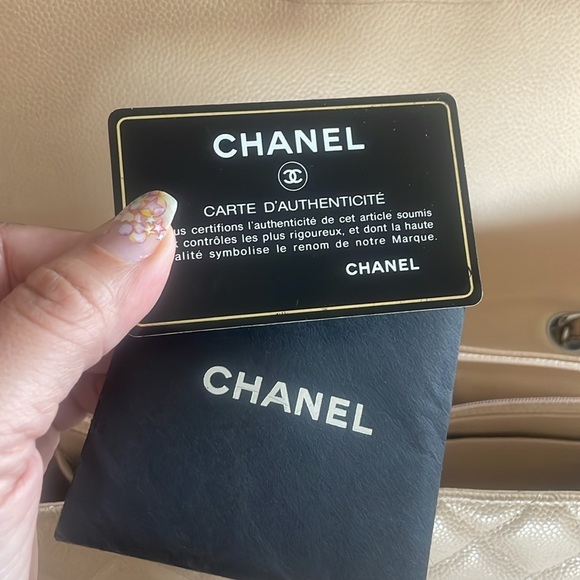 CHANEL
CARTE D'AUTHENTICITÉ
certifions l'authenticité de cet article soumis
contrôles les plus rigoureux, et dont la haute
symbolise le renom de notre Marque.
CHANEL
CHANEL